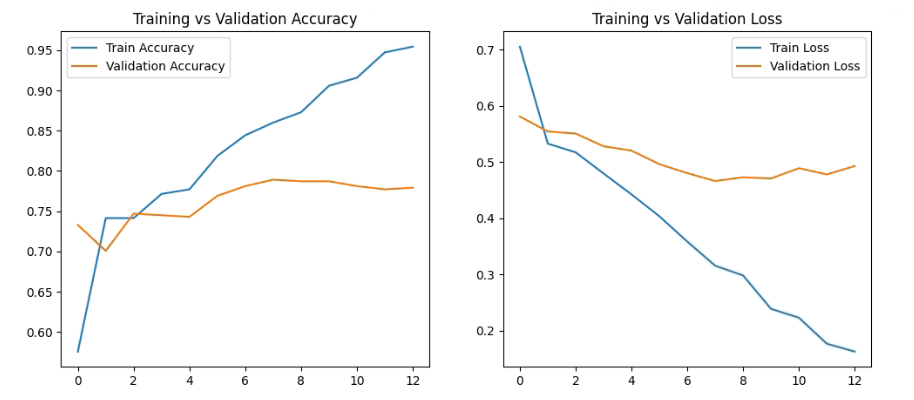 Training vs Validation Accuracy
Train Accuracy
Validation Accuracy
0.95
0.90
0.85
0.80
0.75
0.70
0.65
0.60
0 2 4 6 8 10 12
Training vs Validation Loss
Train Loss
Validation Loss
0.7
0.6
0.5
0.4
0.3
0.2
0 2 4 6 8 10 12